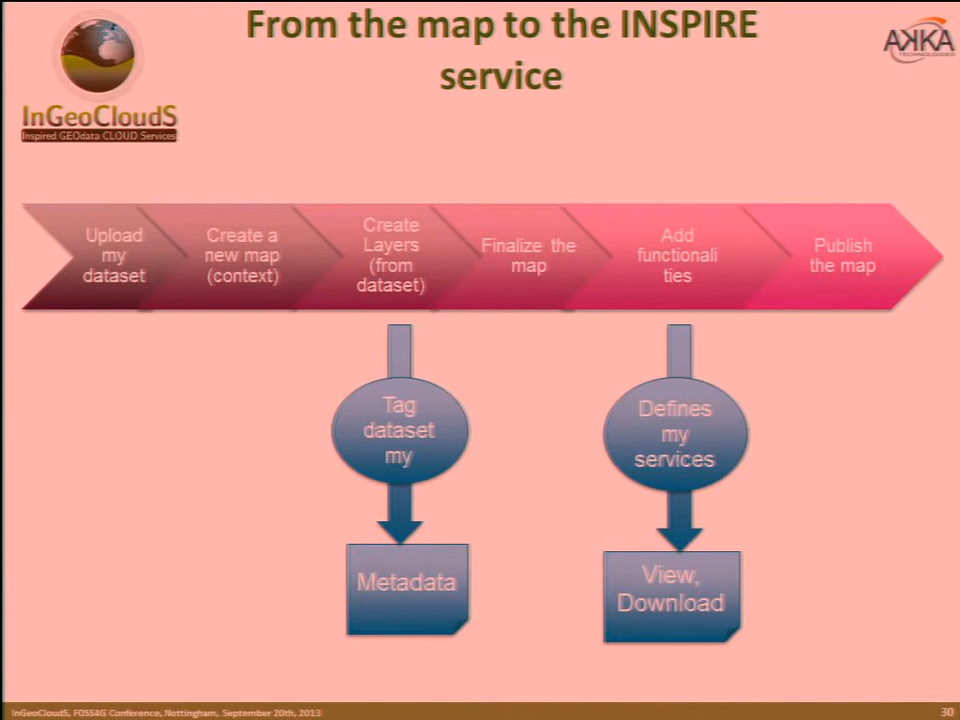 From the map to the INSPIRE
service
InGeoCloudS
Inspired GEOdata CLOUD Services
AKKA
TECHNOLOGIES
Upload
my
dataset
Create a
new map
(context)
Create
Layers
(from
dataset)
Finalize the
map
Add
functionali
ties
Publish
the map
Tag
dataset
my
Defines
my
services
Metadata
View,
Download
InGeoCloudS, FOSS4G Conference, Nottingham, September 20th, 2013
30